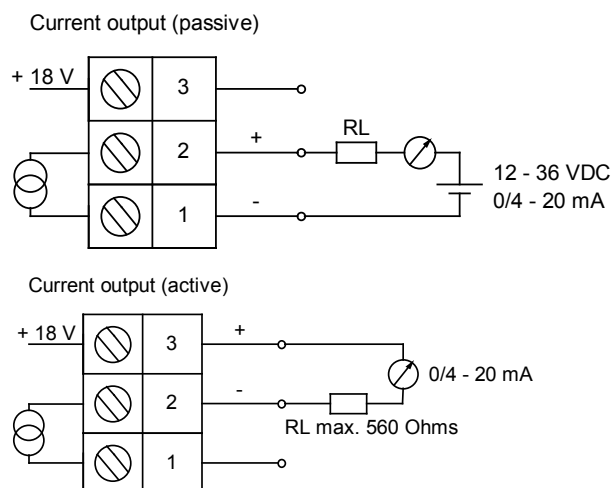 Current output (passive)
+ 18 V
3
2
+
RL
1
-
12 - 36 VDC
0/4 - 20 mA
Current output (active)
+ 18 V
3
+
0/4 - 20 mA
2
-
RL max. 560 Ohms
1